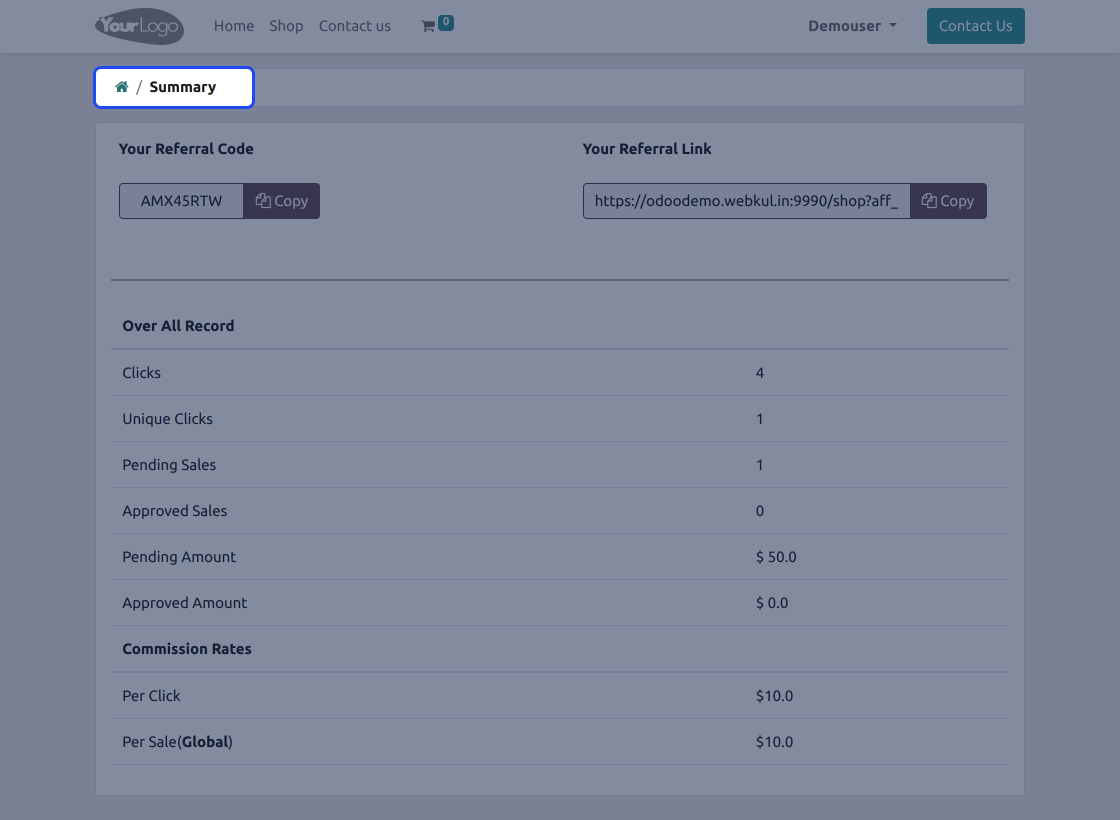 YourLogo Home Shop Contact us 0 Demouser Contact Us
/ Summary
Your Referral Code Your Referral Link
AMX45RTW Copy https://odoodemo.webkul.in:9990/shop?aff_ Copy
Over All Record
Clicks 4
Unique Clicks 1
Pending Sales 1
Approved Sales 0
Pending Amount $ 50.0
Approved Amount $ 0.0
Commission Rates
Per Click $10.0
Per Sale(Global) $10.0